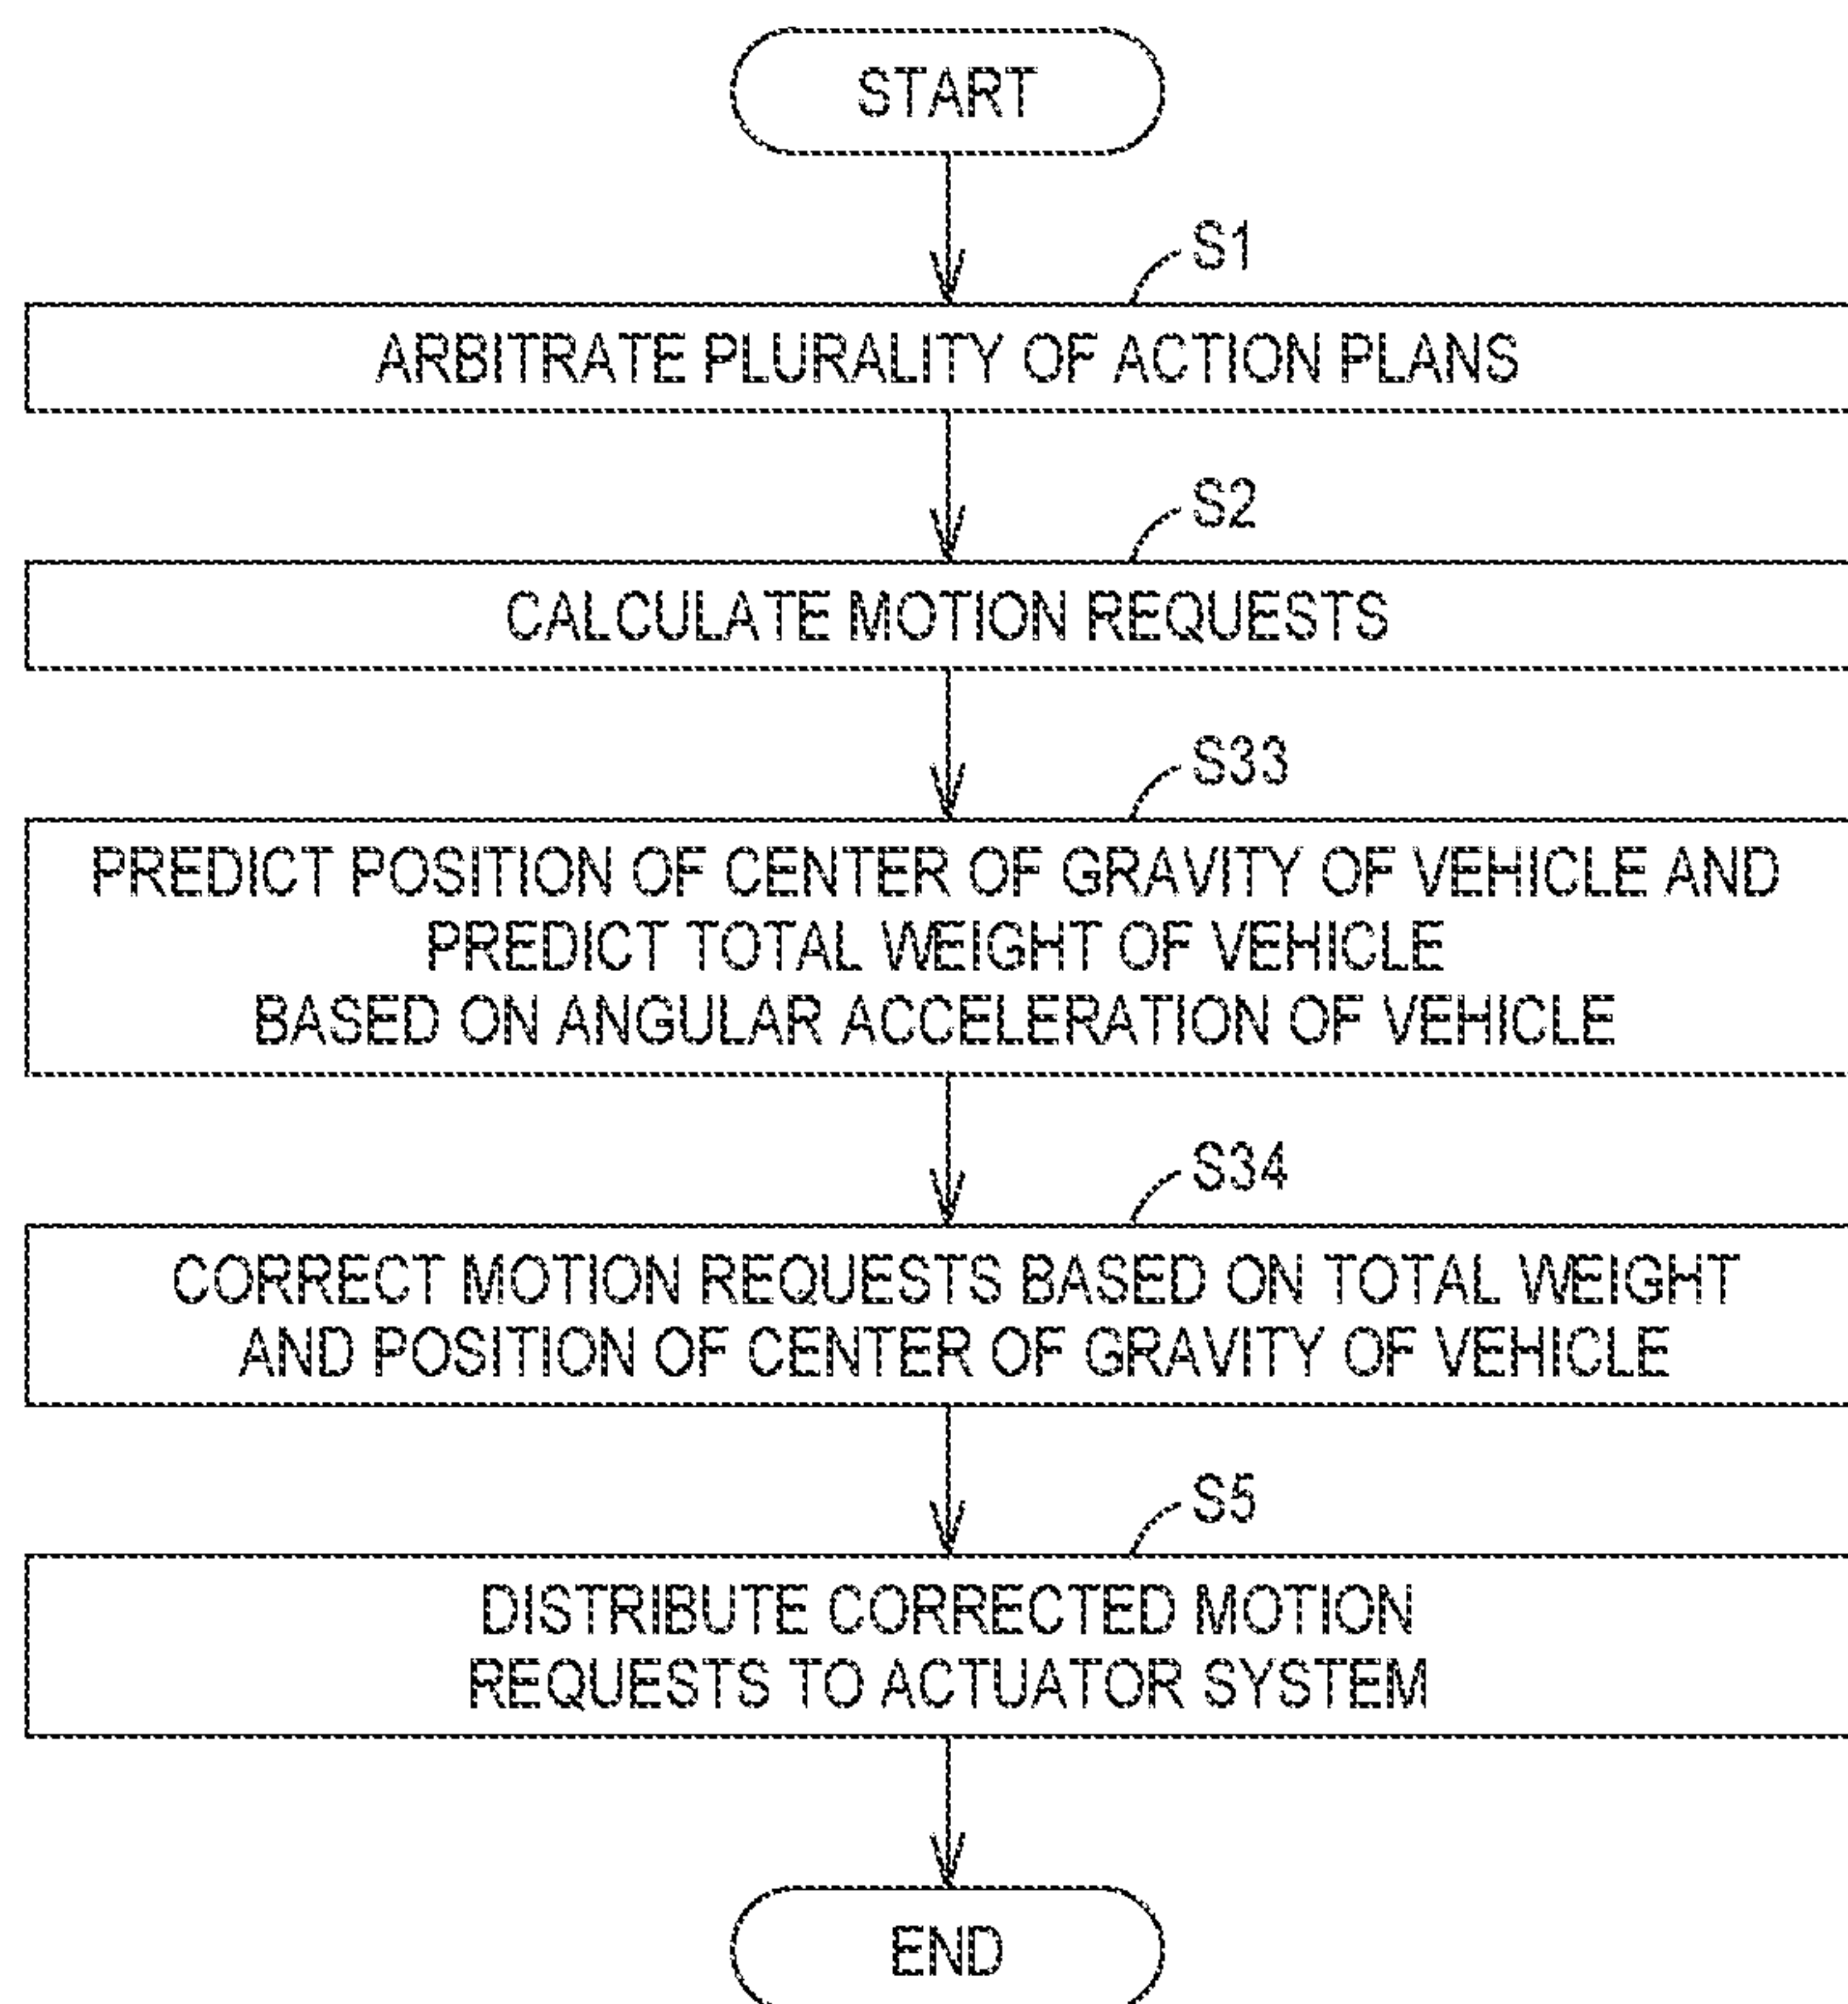 START
S1
ARBITRATE PLURALITY OF ACTION PLANS
S2
CALCULATE MOTION REQUESTS
S33
PREDICT POSITION OF CENTER OF GRAVITY OF VEHICLE AND
PREDICT TOTAL WEIGHT OF VEHICLE
BASED ON ANGULAR ACCELERATION OF VEHICLE
S34
CORRECT MOTION REQUESTS BASED ON TOTAL WEIGHT
AND POSITION OF CENTER OF GRAVITY OF VEHICLE
S5
DISTRIBUTE CORRECTED MOTION
REQUESTS TO ACTUATOR SYSTEM
END